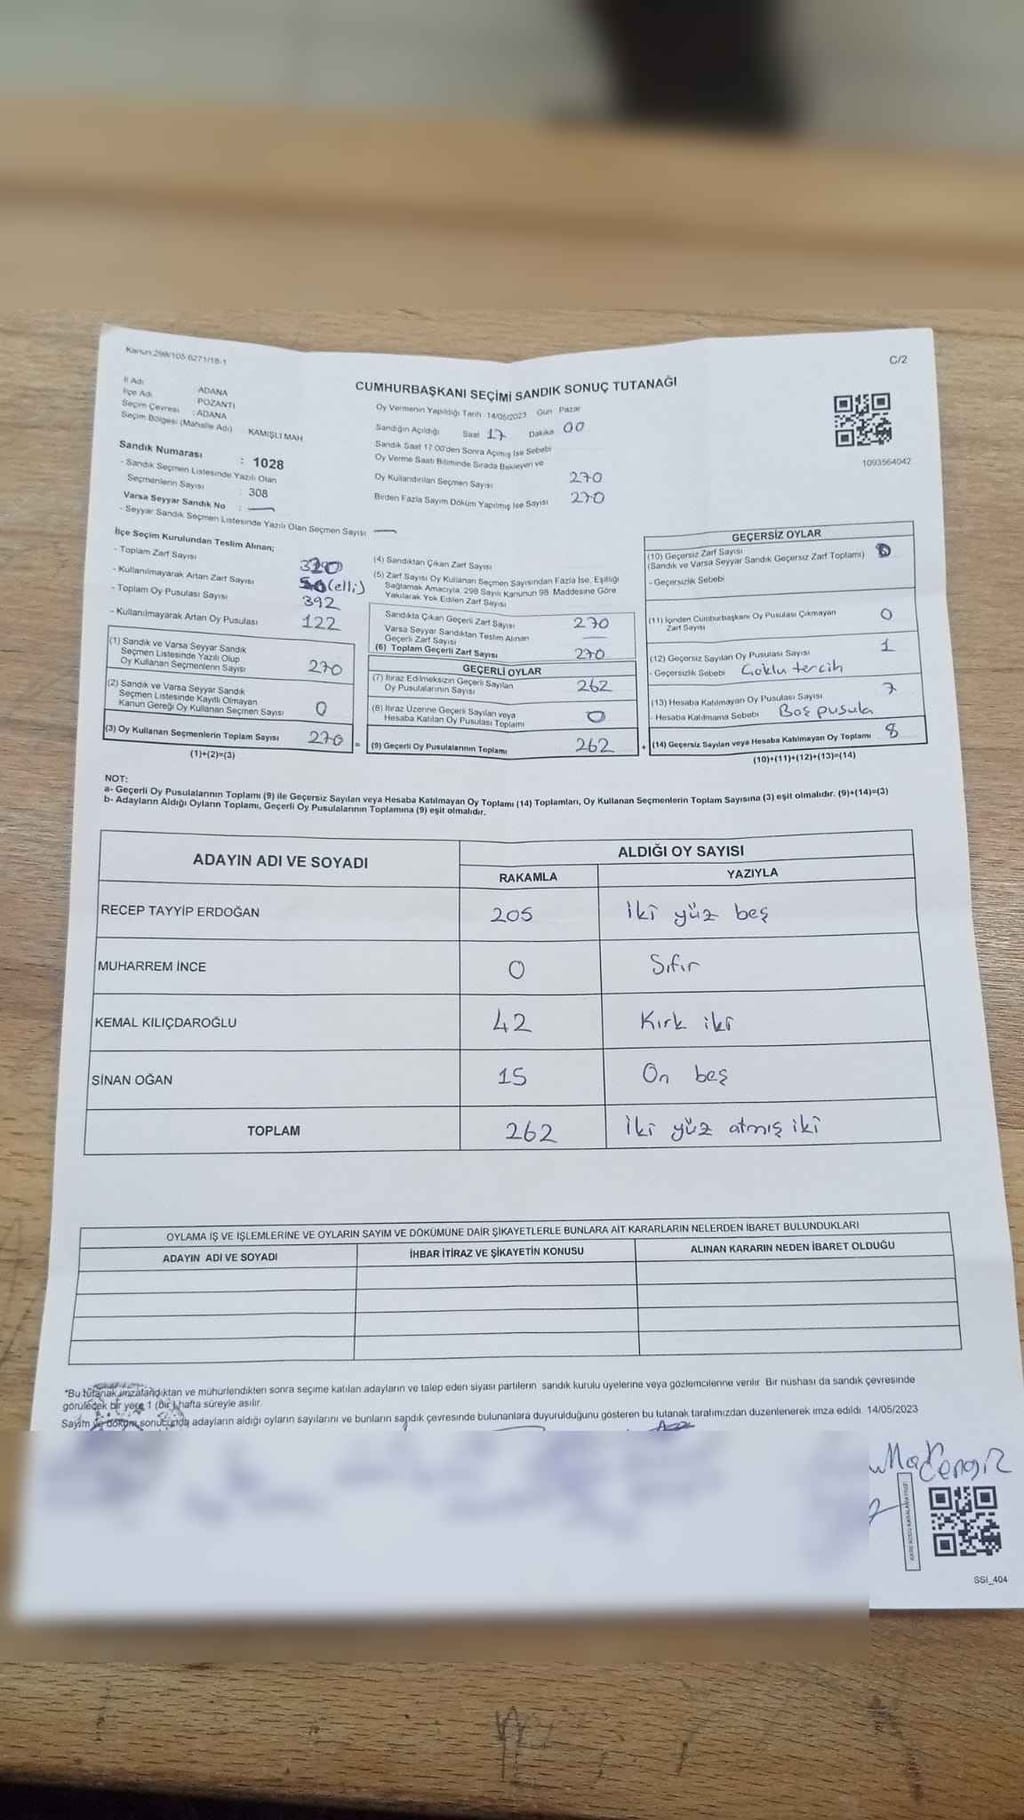 Kanun:298/105 6271/18-1
C/2
CUMHURBAŞKANI SEÇİMİ SANDIK SONUÇ TUTANAĞI
İl Adı ADANA
İlçe Adı POZANTI
Seçim Çevresi : ADANA
Seçim Bölgesi (Mahalle Adı) KAMIŞLI MAH
Sandık Numarası : 1028
- Sandık Seçmen Listesinde Yazılı Olan
Seçmenlerin Sayısı : 308
Varsa Seyyar Sandık No : —
- Seyyar Sandık Seçmen Listesinde Yazılı Olan Seçmen Sayısı —
Oy Vermenin Yapıldığı Tarih 14/05/2023 Gün Pazar
Sandığın Açıldığı Saat 17 Dakika 00
Sandık Saat 17:00'den Sonra Açılmış İse Sebebi
Oy Verme Saati Bitiminde Sırada Bekleyen ve
Oy Kullandırılan Seçmen Sayısı 270
Birden Fazla Sayım Döküm Yapılmış İse Sayısı 270
1093564042
İlçe Seçim Kurulundan Teslim Alınan;
- Toplam Zarf Sayısı 320
- Kullanılmayarak Artan Zarf Sayısı 50 (elli)
- Toplam Oy Pusulası Sayısı 392
- Kullanılmayarak Artan Oy Pusulası 122
(1) Sandık ve Varsa Seyyar Sandık
Seçmen Listesinde Yazılı Olup
Oy Kullanan Seçmenlerin Sayısı 270
(2) Sandık ve Varsa Seyyar Sandık
Seçmen Listesinde Kayıtlı Olmayan
Kanun Gereği Oy Kullanan Seçmen Sayısı 0
(3) Oy Kullanan Seçmenlerin Toplam Sayısı 270
(1)+(2)=(3)
(4) Sandıktan Çıkan Zarf Sayısı
(5) Zarf Sayısı Oy Kullanan Seçmen Sayısından Fazla İse, Eşitliği
Sağlamak Amacıyla, 298 Sayılı Kanunun 98. Maddesine Göre
Yakılarak Yok Edilen Zarf Sayısı
Sandıkta Çıkan Geçerli Zarf Sayısı 270
Varsa Seyyar Sandıktan Teslim Alınan
Geçerli Zarf Sayısı —
(6) Toplam Geçerli Zarf Sayısı 270
GEÇERLİ OYLAR
(7) İtiraz Edilmeksizin Geçerli Sayılan
Oy Pusulalarının Sayısı 262
(8) İtiraz Üzerine Geçerli Sayılan veya
Hesaba Katılan Oy Pusulası Toplamı 0
= (9) Geçerli Oy Pusulalarının Toplamı 262
GEÇERSİZ OYLAR
(10) Geçersiz Zarf Sayısı
(Sandık ve Varsa Seyyar Sandık Geçersiz Zarf Toplamı) 0
- Geçersizlik Sebebi
(11) İçinden Cumhurbaşkanı Oy Pusulası Çıkmayan
Zarf Sayısı 0
(12) Geçersiz Sayılan Oy Pusulası Sayısı 1
- Geçersizlik Sebebi Çoklu tercih
(13) Hesaba Katılmayan Oy Pusulası Sayısı 7
- Hesaba Katılmama Sebebi Boş pusula
+ (14) Geçersiz Sayılan veya Hesaba Katılmayan Oy Toplamı 8
(10)+(11)+(12)+(13)=(14)
NOT:
a- Geçerli Oy Pusulalarının Toplamı (9) ile Geçersiz Sayılan veya Hesaba Katılmayan Oy Toplamı (14) Toplamları, Oy Kullanan Seçmenlerin Toplam Sayısına (3) eşit olmalıdır. (9)+(14)=(3)
b- Adayların Aldığı Oyların Toplamı, Geçerli Oy Pusulalarının Toplamına (9) eşit olmalıdır.
ADAYIN ADI VE SOYADI ALDIĞI OY SAYISI
RAKAMLA YAZIYLA
RECEP TAYYİP ERDOĞAN 205 İki yüz beş
MUHARREM İNCE 0 Sıfır
KEMAL KILIÇDAROĞLU 42 Kırk iki
SİNAN OĞAN 15 On beş
TOPLAM 262 İki yüz atmış iki
OYLAMA İŞ VE İŞLEMLERİNE VE OYLARIN SAYIM VE DÖKÜMÜNE DAİR ŞİKAYETLERLE BUNLARA AİT KARARLARIN NELERDEN İBARET BULUNDUKLARI
ADAYIN ADI VE SOYADI İHBAR İTİRAZ VE ŞİKAYETİN KONUSU ALINAN KARARIN NEDEN İBARET OLDUĞU
"Bu tutanak imzalandıktan ve mühürlendikten sonra seçime katılan adayların ve talep eden siyasi partilerin sandık kurulu üyelerine veya gözlemcilerine verilir. Bir nüshası da sandık çevresinde
görülecek bir yere 1 (bir) hafta süreyle asılır.
Sayım ve döküm sonucunda adayların aldığı oyların sayılarını ve bunların sandık çevresinde bulunanlara duyurulduğunu gösteren bu tutanak tarafımızdan düzenlenerek imza edildi. 14/05/2023
SSI_404